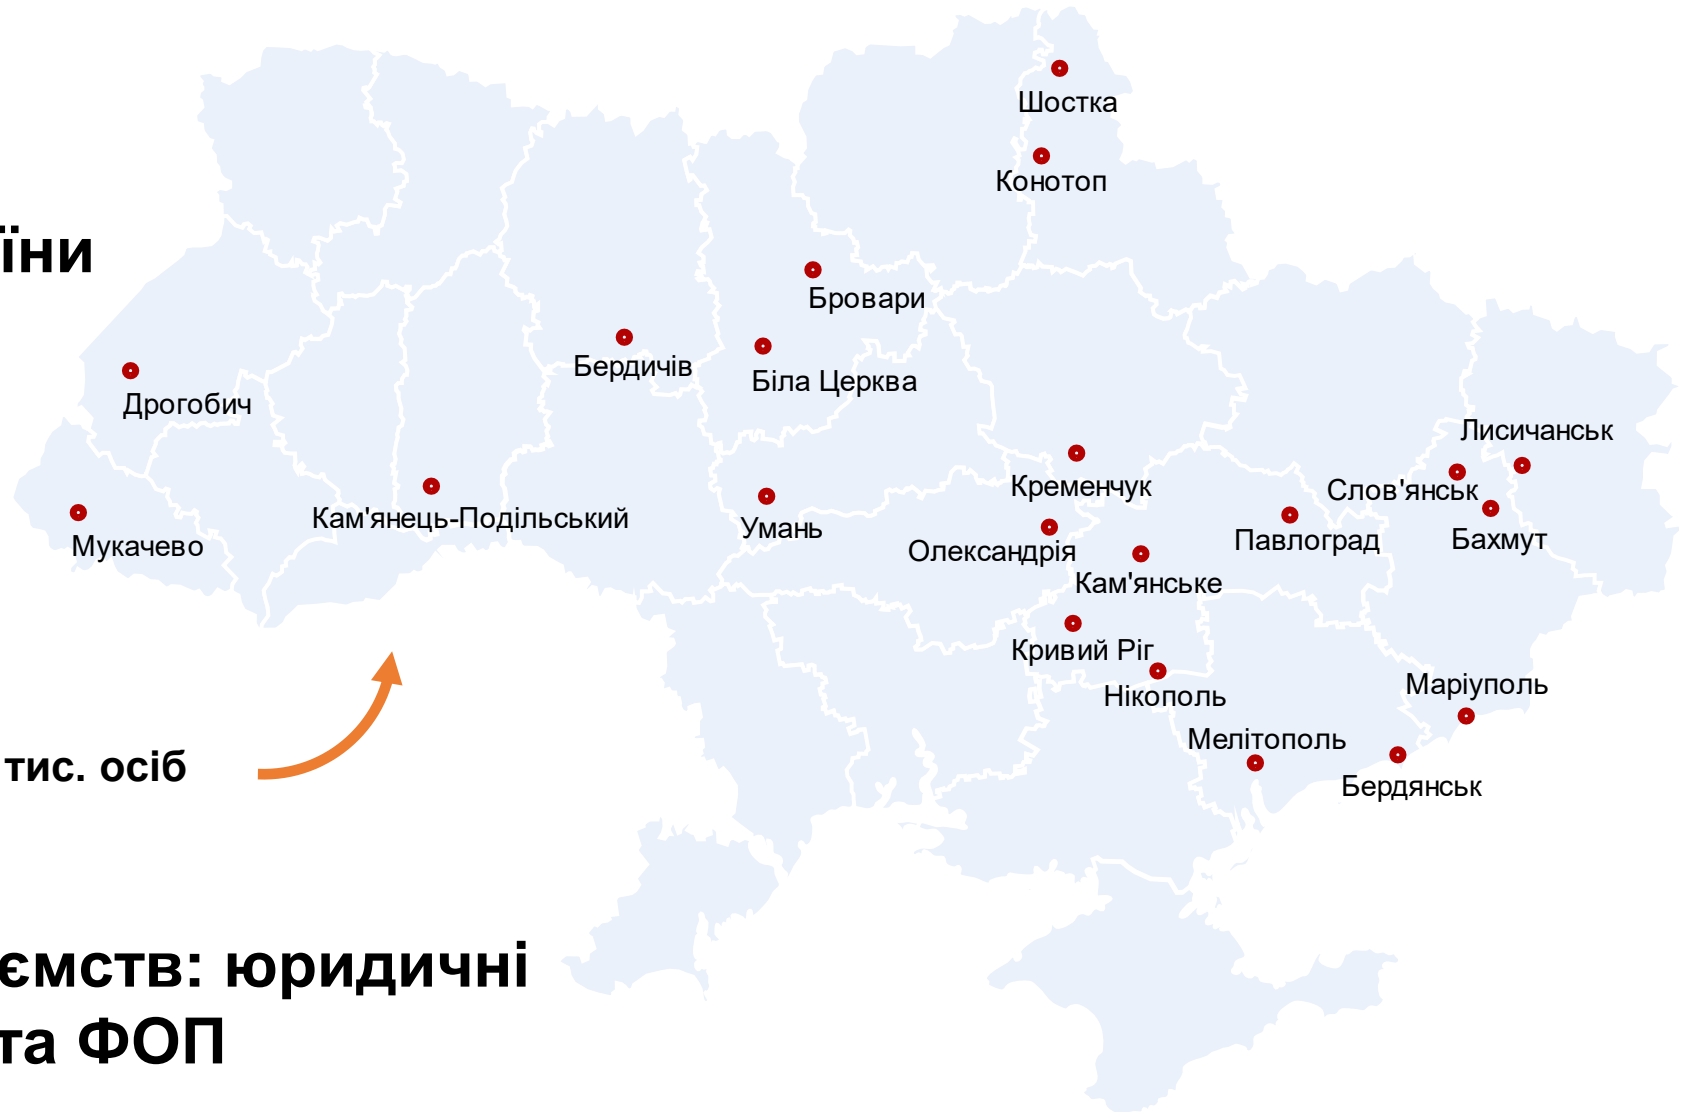 Шостка
Конотоп
їни
Бровари
Бердичів
Біла Церква
Дрогобич
Лисичанськ
Кременчук
Слов'янськ
Кам'янець-Подільський
Умань
Павлоград
Бахмут
Мукачево
Олександрія
Кам'янське
Кривий Ріг
Нікополь
Маріуполь
Мелітополь
тис. осіб
Бердянськ
ємств: юридичні
та ФОП